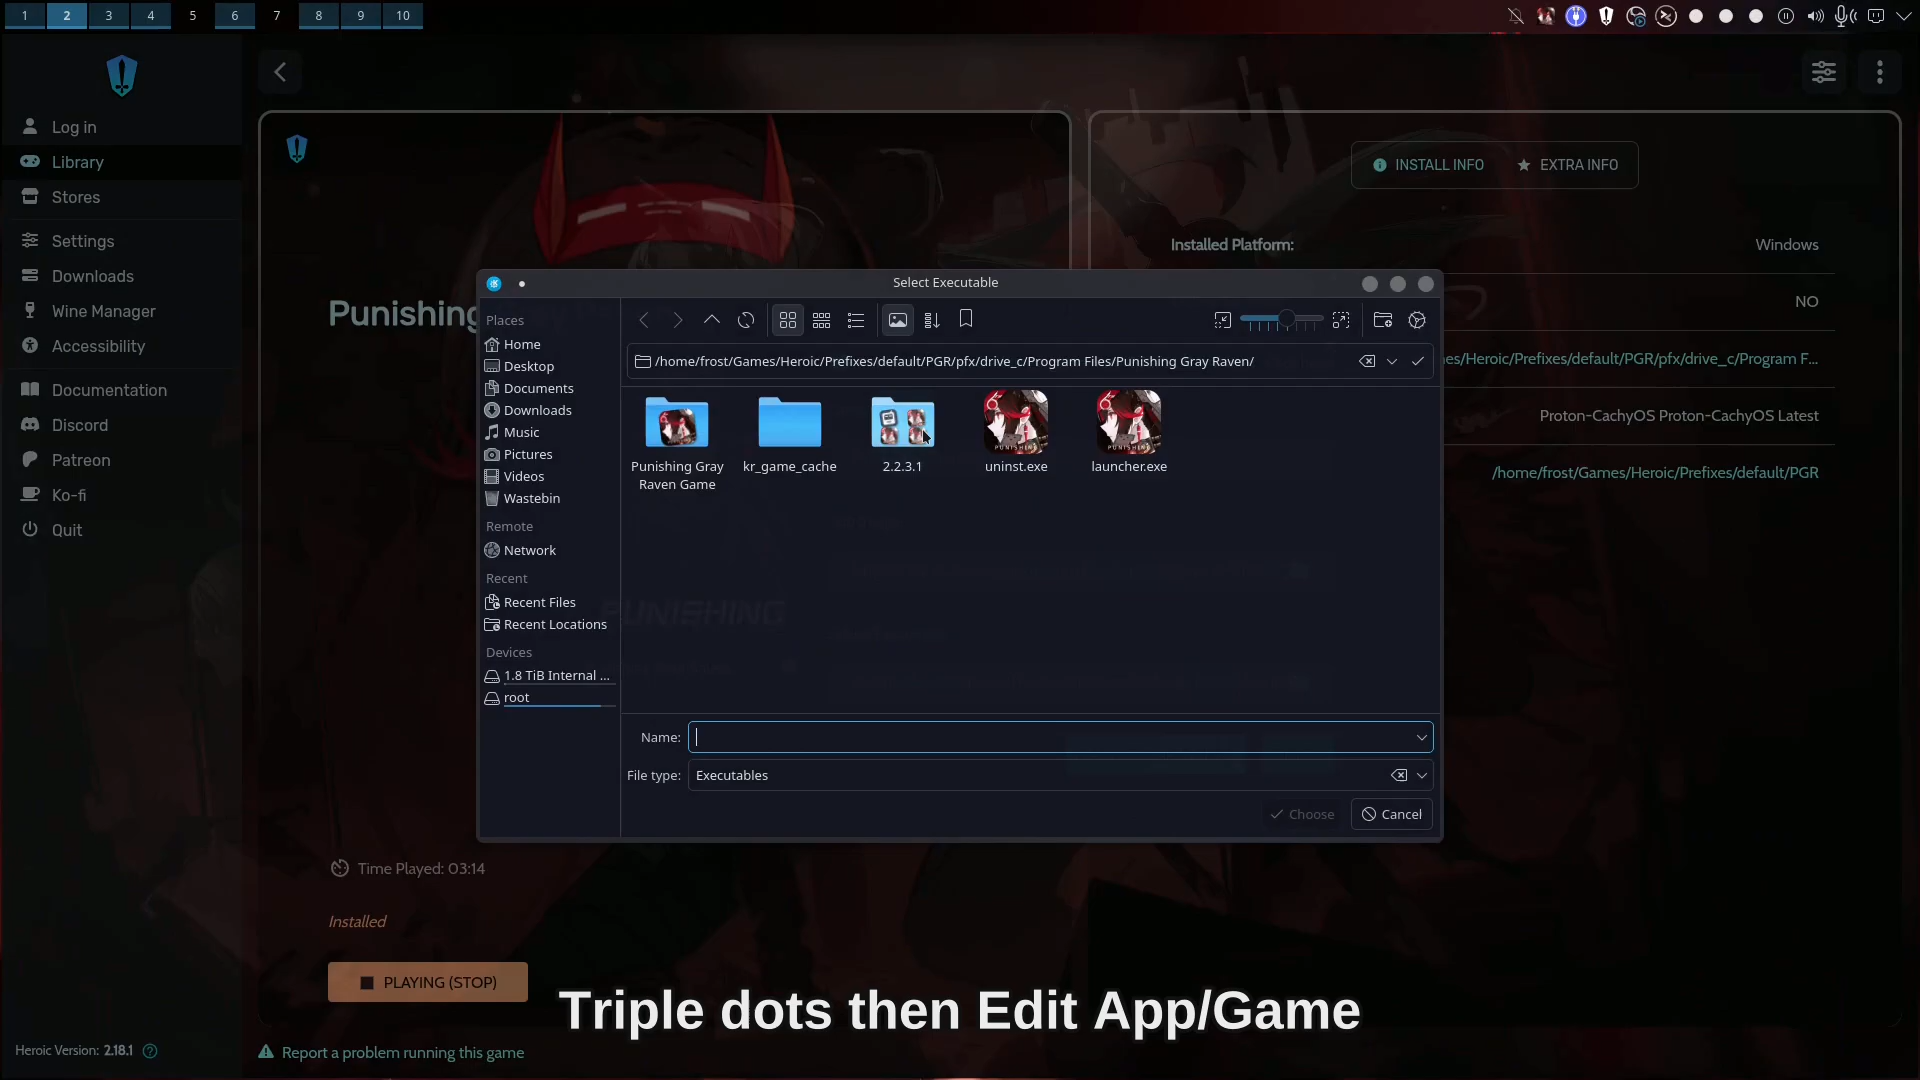 1 2 3 4 5 6 7 8 9 10
Log in
Library
Stores
Settings
Downloads
Wine Manager
Accessibility
Documentation
Discord
Patreon
Ko-fi
Quit
Heroic Version: 2.18.1
Punishing
Time Played: 03:14
Installed
PLAYING (STOP)
Report a problem running this game
INSTALL INFO
EXTRA INFO
Installed Platform:
Windows
NO
es/Heroic/Prefixes/default/PGR/pfx/drive_c/Program F...
Proton-CachyOS Proton-CachyOS Latest
/home/frost/Games/Heroic/Prefixes/default/PGR
Select Executable
Places
Home
Desktop
Documents
Downloads
Music
Pictures
Videos
Wastebin
Remote
Network
Recent
Recent Files
Recent Locations
Devices
1.8 TiB Internal ...
root
/home/frost/Games/Heroic/Prefixes/default/PGR/pfx/drive_c/Program Files/Punishing Gray Raven/
Punishing Gray
Raven Game
kr_game_cache
2.2.3.1
uninst.exe
launcher.exe
PUNISHING
Name:
File type:
Executables
Choose
Cancel
Triple dots then Edit App/Game